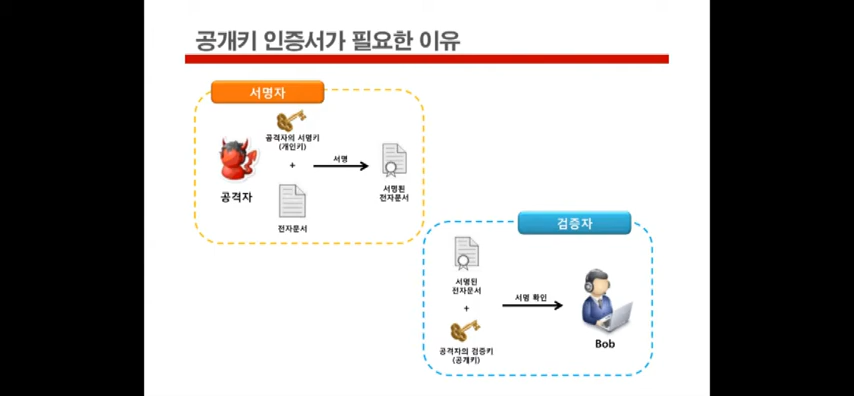 공개키 인증서가 필요한 이유
서명자
공격자의 서명키
(개인키)
+
서명
공격자
서명된
전자문서
전자문서
검증자
서명된
전자문서
+
서명 확인
공격자의 검증키
(공개키)
Bob